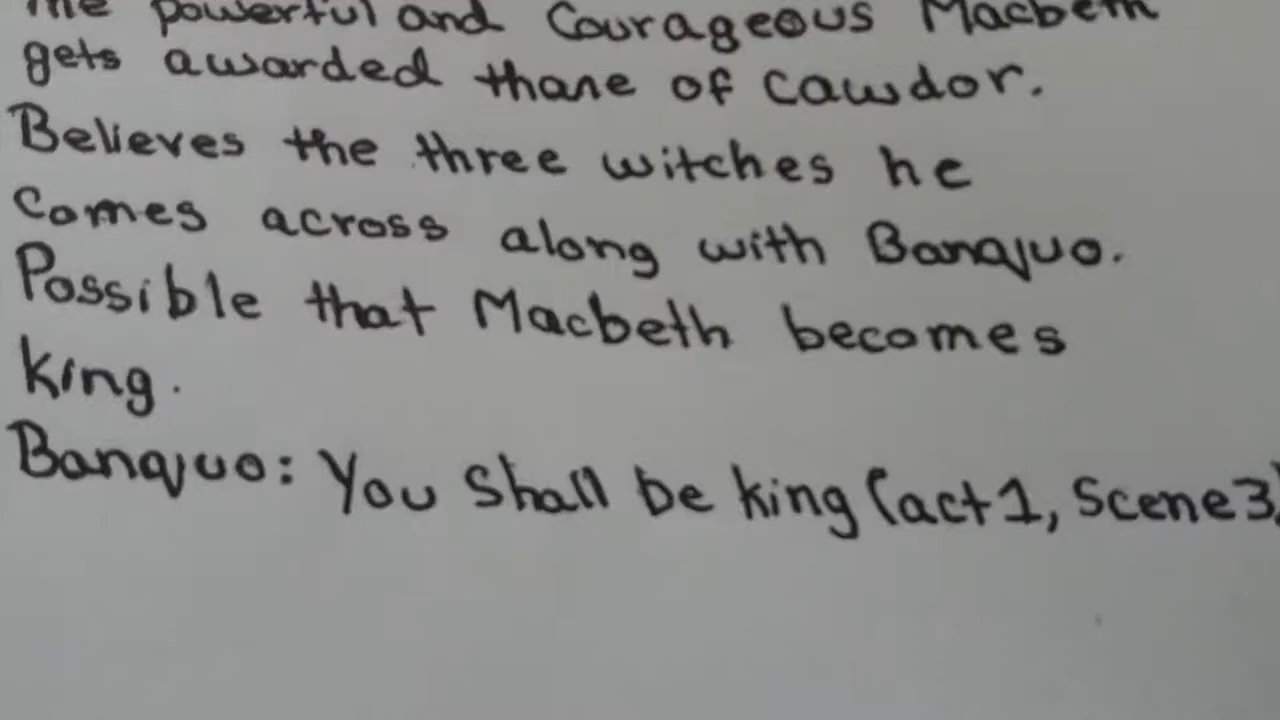 The powerful and Courageous Macbeth
gets awarded thane of Cawdor.
Believes the three witches he
Comes across along with Banquo.
Possible that Macbeth becomes
King.
Banquo: You Shall be king (act 1, Scene 3)